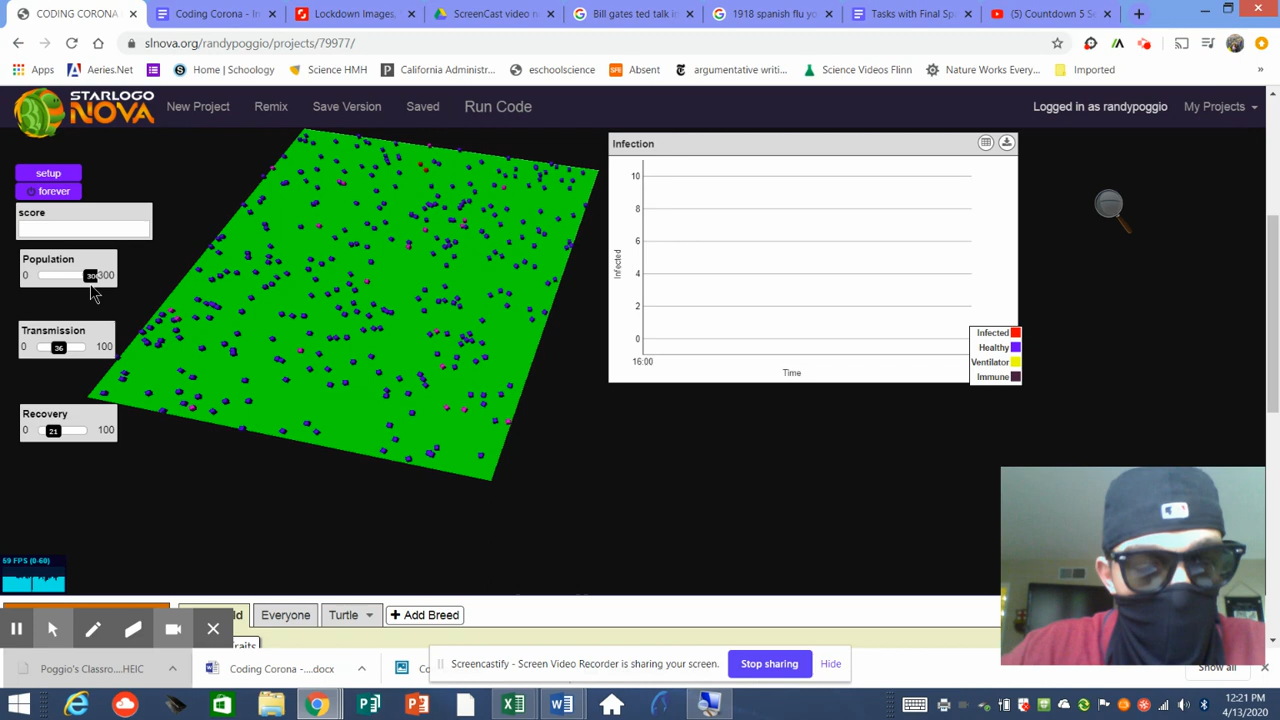 Coding Corona - In
Lockdown Images.
ScreenCast video r
Bill gates ted talk in
1918 spanish flu yo
Tasks with Final Sp
(5) Countdown 5 Se
slnova.org/randypoggio/projects/79977/
Apps Aeries.Net Home | Schoology Science HMH California Administr... eschoolscience Absent argumentative writi... Science Videos Flinn Nature Works Every... Imported »
STARLOGO NOVA
New Project Remix Save Version Saved Run Code Logged in as randypoggio My Projects
setup
forever
score
Population
0 300 300
Transmission
0 36 100
Recovery
0 21 100
Infection
10
8
6
4
2
0
Infected
16:00
Time
Infected
Healthy
Ventilator
Immune
59 FPS (0-60)
Everyone Turtle + Add Breed
Poggio's Classro....HEIC Coding Corona -....docx
Screencastify - Screen Video Recorder is sharing your screen. Stop sharing Hide
Show all
12:21 PM
4/13/2020